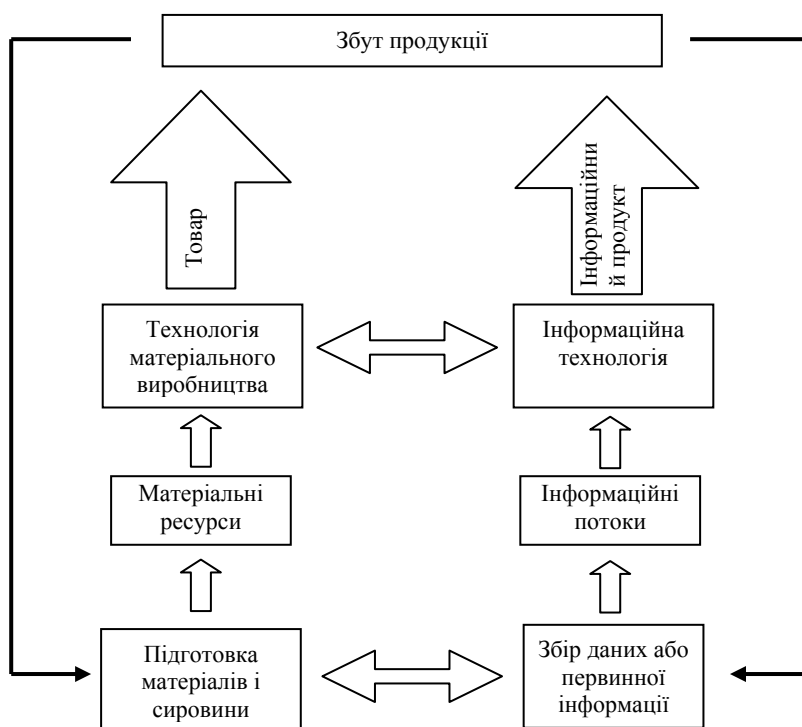 Збут продукції
Товар
Інформаційни
й продукт
Технологія
матеріального
виробництва
Інформаційна
технологія
Матеріальні
ресурси
Інформаційні
потоки
Підготовка
матеріалів і
сировини
Збір даних або
первинної
інформації